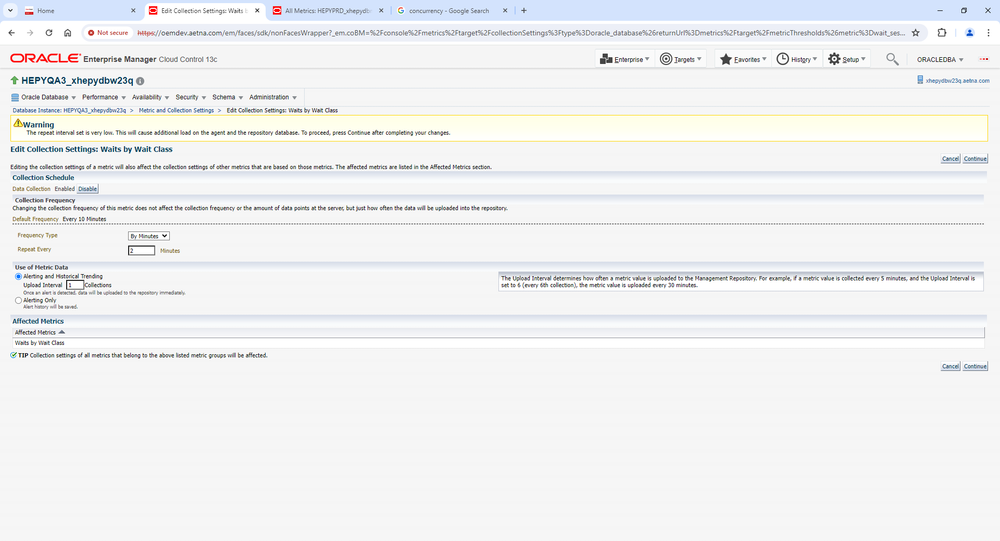 Home
Edit Collection Settings: Waits b
All Metrics: HEPYPRD_xhepydbr
concurrency - Google Search
Not secure
https://oemdev.aetna.com/em/faces/sdk/nonFacesWrapper?_em.coBM=%2Fconsole%2Fmetrics%2Ftarget%2FcollectionSettings%3Ftype%3Doracle_database%26returnUrl%3Dmetrics%2Ftarget%2FmetricThresholds%26metric%3Dwait_ses...
ORACLE Enterprise Manager Cloud Control 13c
Enterprise
Targets
Favorites
History
Setup
ORACLEDBA
HEPYQA3_xhepydbw23q
xhepydbw23q.aetna.com
Oracle Database Performance Availability Security Schema Administration
Database Instance: HEPYQA3_xhepydbw23q > Metric and Collection Settings > Edit Collection Settings: Waits by Wait Class
Warning
The repeat interval set is very low. This will cause additional load on the agent and the repository database. To proceed, press Continue after completing your changes.
Edit Collection Settings: Waits by Wait Class
Cancel Continue
Editing the collection settings of a metric will also affect the collection settings of other metrics that are based on those metrics. The affected metrics are listed in the Affected Metrics section.
Collection Schedule
Data Collection Enabled Disable
Collection Frequency
Changing the collection frequency of this metric does not affect the collection frequency or the amount of data points at the server, but just how often the data will be uploaded into the repository.
Default Frequency Every 10 Minutes
Frequency Type By Minutes
Repeat Every 2 Minutes
Use of Metric Data
Alerting and Historical Trending
Upload Interval 1 Collections
Once an alert is detected, data will be uploaded to the repository immediately.
Alerting Only
Alert history will be saved.
The Upload Interval determines how often a metric value is uploaded to the Management Repository. For example, if a metric value is collected every 5 minutes, and the Upload Interval is
set to 6 (every 6th collection), the metric value is uploaded every 30 minutes.
Affected Metrics
Affected Metrics
Waits by Wait Class
TIP Collection settings of all metrics that belong to the above listed metric groups will be affected.
Cancel Continue